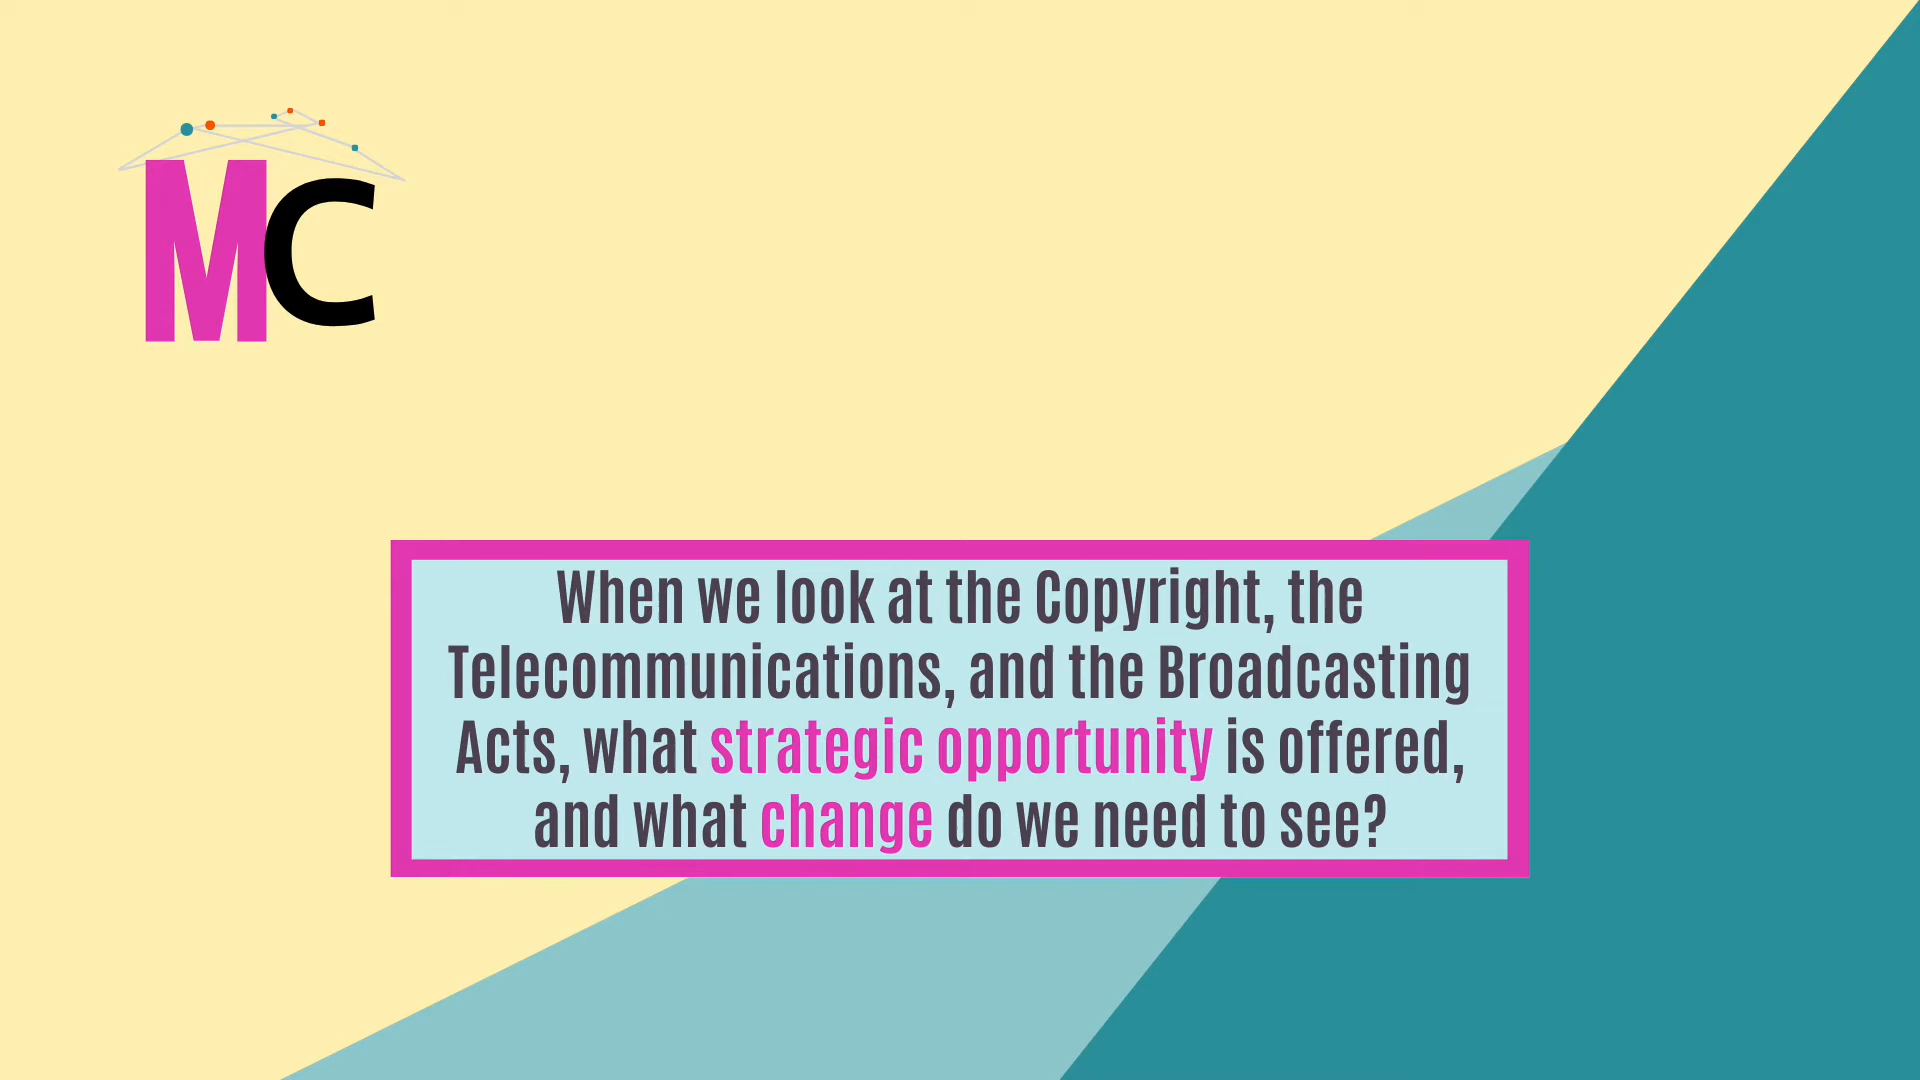 MC
When we look at the Copyright, the
Telecommunications, and the Broadcasting
Acts, what strategic opportunity is offered,
and what change do we need to see?